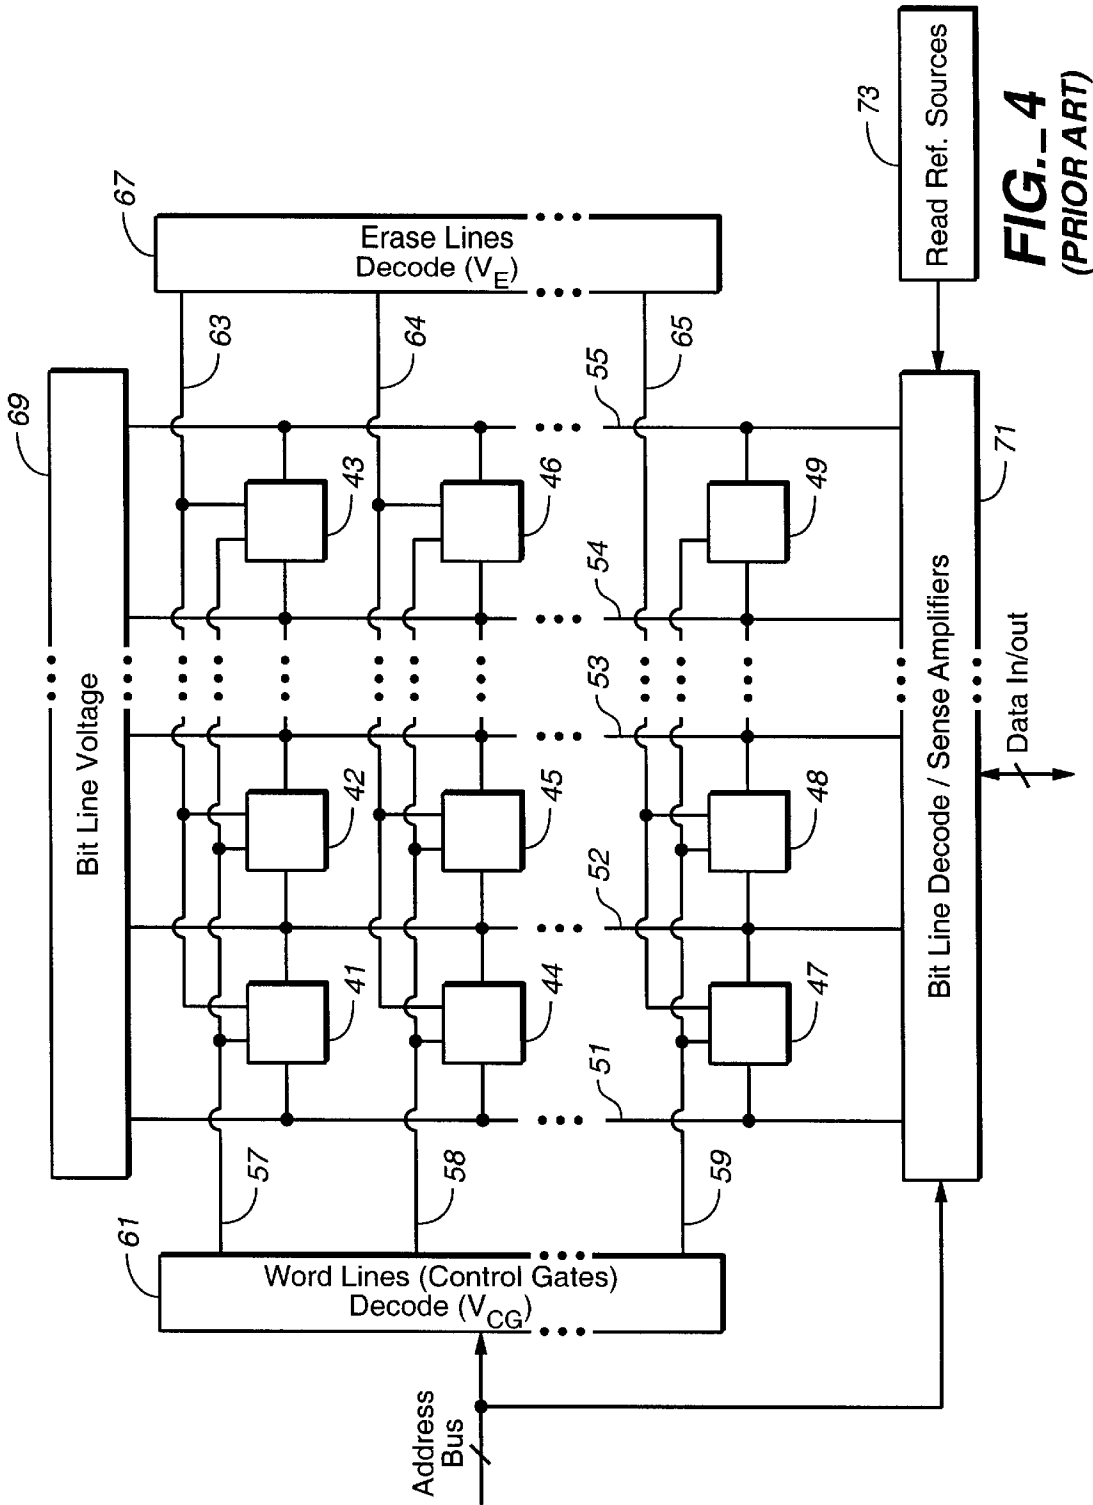 69
Bit Line Voltage
67
Erase Lines
Decode (V_E)
61
Word Lines (Control Gates)
Decode (V_CG)
Address
Bus
57
58
59
63
64
65
41
42
43
44
45
46
47
48
49
51
52
53
54
55
Bit Line Decode / Sense Amplifiers
71
Data In/out
73
Read Ref. Sources
FIG._4
(PRIOR ART)